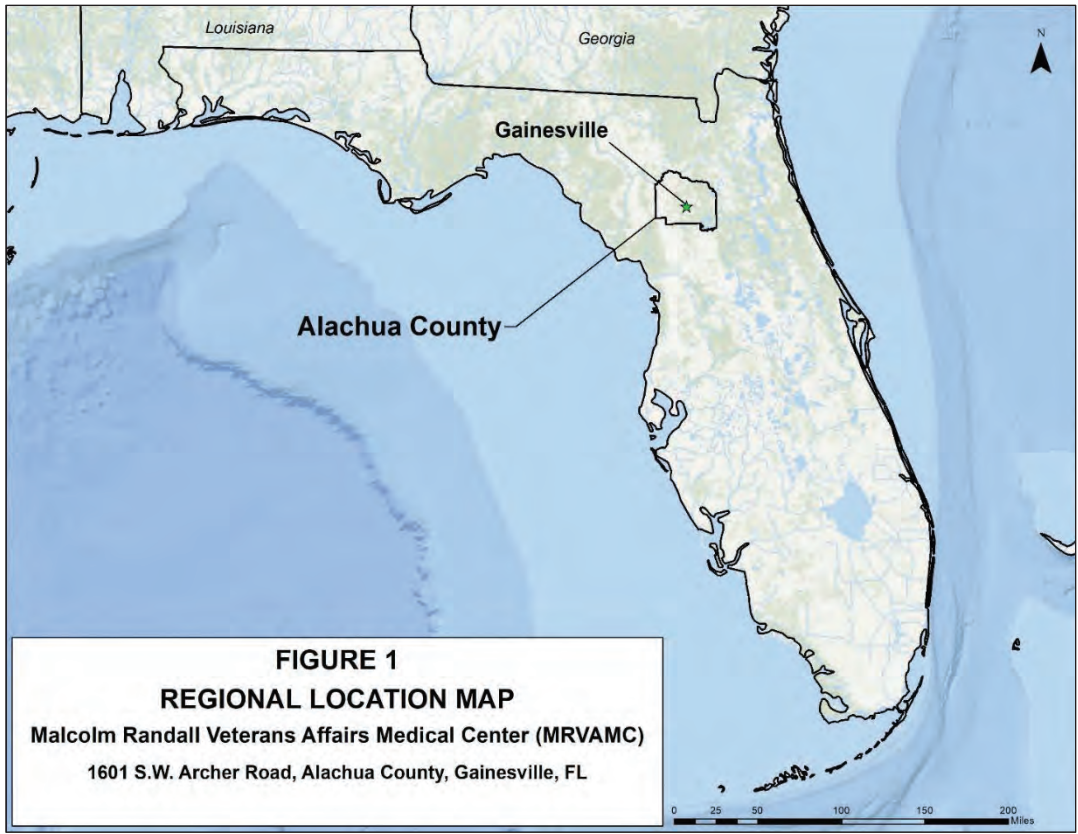 Louisiana
Georgia
N
Gainesville
Alachua County
FIGURE 1
REGIONAL LOCATION MAP
Malcolm Randall Veterans Affairs Medical Center (MRVAMC)
1601 S.W. Archer Road, Alachua County, Gainesville, FL
0 25 50 100 150 200
Miles